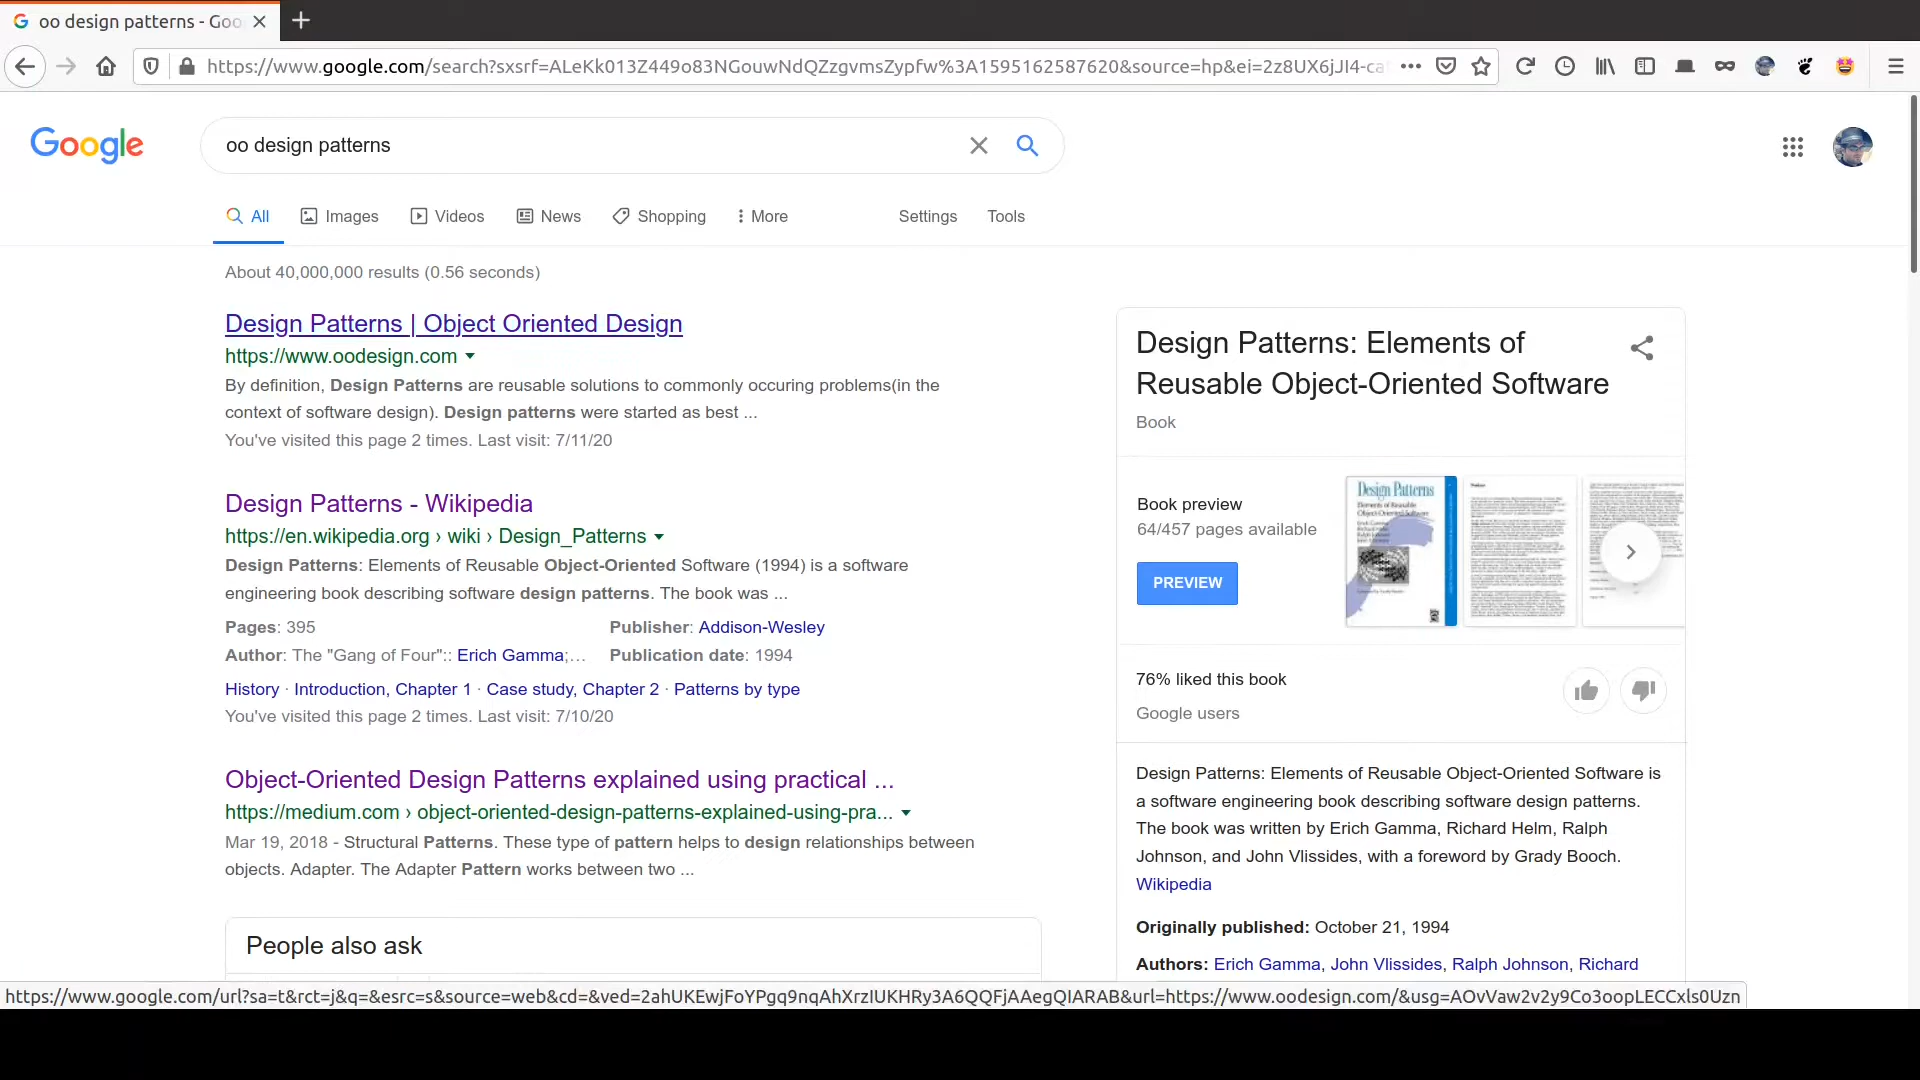 oo design patterns - Goo
https://www.google.com/search?sxsrf=ALeKk013Z449o83NGouwNdQZzgvmsZypfw%3A1595162587620&source=hp&ei=2z8UX6jJI4-ca
Google
oo design patterns
All
Images
Videos
News
Shopping
More
Settings
Tools
About 40,000,000 results (0.56 seconds)
Design Patterns | Object Oriented Design
https://www.oodesign.com
By definition, Design Patterns are reusable solutions to commonly occuring problems(in the
context of software design). Design patterns were started as best ...
You've visited this page 2 times. Last visit: 7/11/20
Design Patterns - Wikipedia
https://en.wikipedia.org › wiki › Design_Patterns
Design Patterns: Elements of Reusable Object-Oriented Software (1994) is a software
engineering book describing software design patterns. The book was ...
Pages: 395
Publisher: Addison-Wesley
Author: The "Gang of Four":: Erich Gamma;…
Publication date: 1994
History · Introduction, Chapter 1 · Case study, Chapter 2 · Patterns by type
You've visited this page 2 times. Last visit: 7/10/20
Object-Oriented Design Patterns explained using practical ...
https://medium.com › object-oriented-design-patterns-explained-using-pra...
Mar 19, 2018 - Structural Patterns. These type of pattern helps to design relationships between
objects. Adapter. The Adapter Pattern works between two ...
People also ask
Design Patterns: Elements of
Reusable Object-Oriented Software
Book
Book preview
64/457 pages available
PREVIEW
Design Patterns
Elements of Reusable
Object-Oriented Software
76% liked this book
Google users
Design Patterns: Elements of Reusable Object-Oriented Software is
a software engineering book describing software design patterns.
The book was written by Erich Gamma, Richard Helm, Ralph
Johnson, and John Vlissides, with a foreword by Grady Booch.
Wikipedia
Originally published: October 21, 1994
Authors: Erich Gamma, John Vlissides, Ralph Johnson, Richard
https://www.google.com/url?sa=t&rct=j&q=&esrc=s&source=web&cd=&ved=2ahUKEwjFoYPgq9nqAhXrzIUKHRy3A6QQFjAAegQIARAB&url=https://www.oodesign.com/&usg=AOvVaw2v2y9Co3oopLECCxls0Uzn